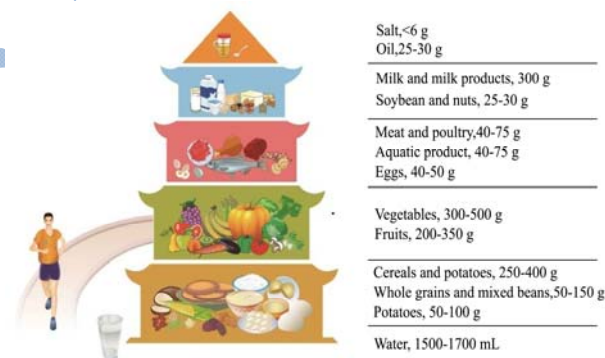 Salt,<6 g
Oil,25-30 g
Milk and milk products, 300 g
Soybean and nuts, 25-30 g
Meat and poultry,40-75 g
Aquatic product, 40-75 g
Eggs, 40-50 g
Vegetables, 300-500 g
Fruits, 200-350 g
Cereals and potatoes, 250-400 g
Whole grains and mixed beans,50-150 g
Potatoes, 50-100 g
Water, 1500-1700 mL